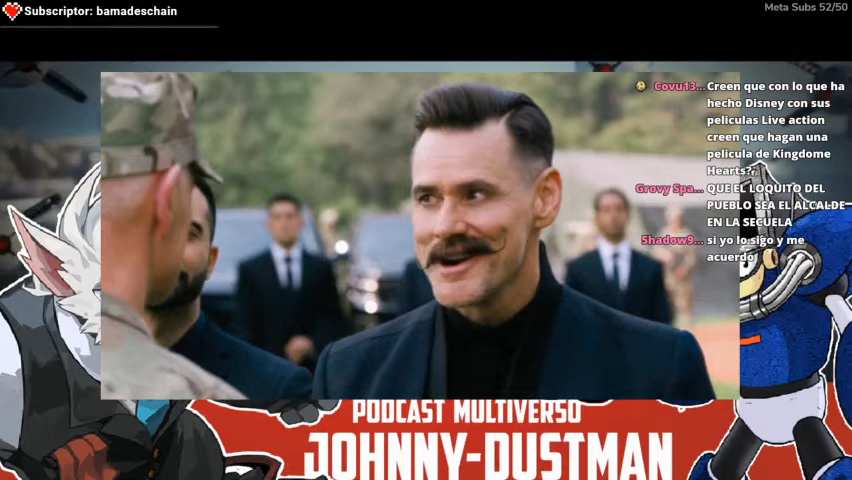 Subscriptor: bamadeschain
Meta Subs 52/50
Covu13... Creen que con lo que ha
hecho Disney con sus
peliculas Live action
creen que hagan una
pelicula de Kingdome
Hearts?
Grovy Spa... QUE EL LOQUITO DEL
PUEBLO SEA EL ALCALDE
EN LA SECUELA
5hadow9... si yo lo sigo y me
acuerdo
PODCAST MULTIVERSO
JOHNNY-DUSTMAN